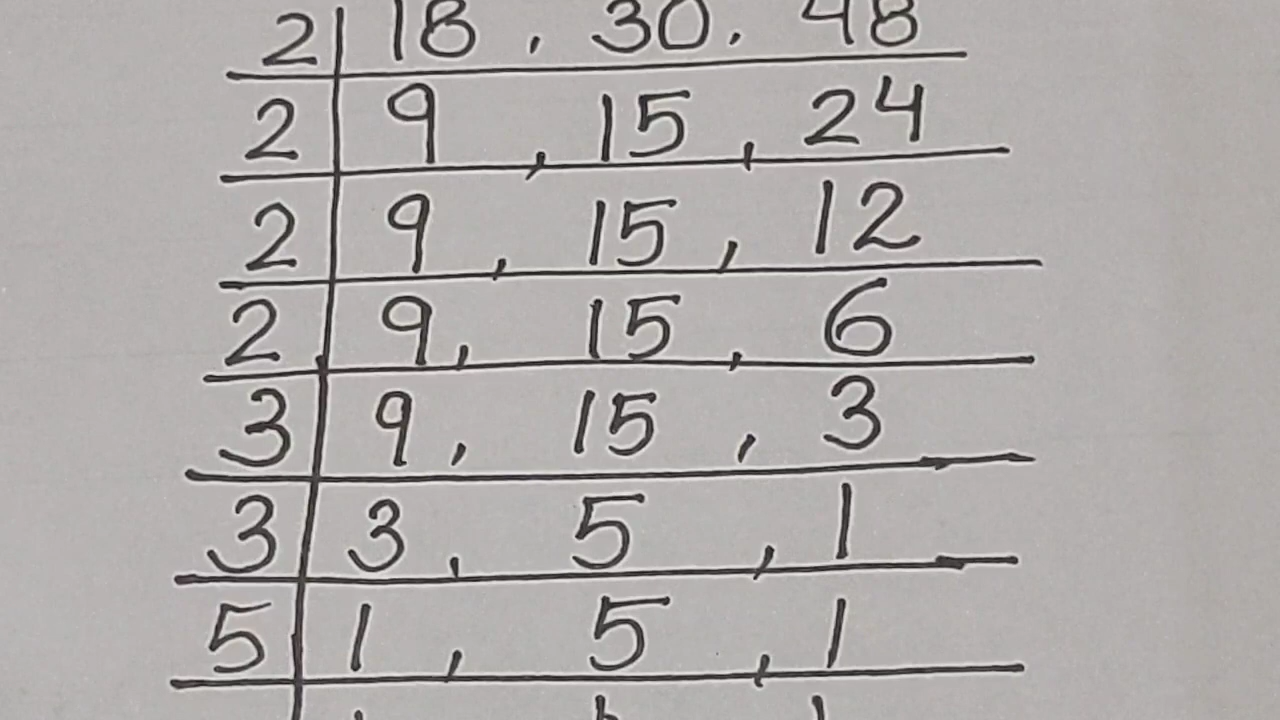 2 18, 30, 48
2 9, 15, 24
2 9, 15, 12
2 9, 15, 6
3 9, 15, 3
3 3, 5, 1
5 1, 5, 1